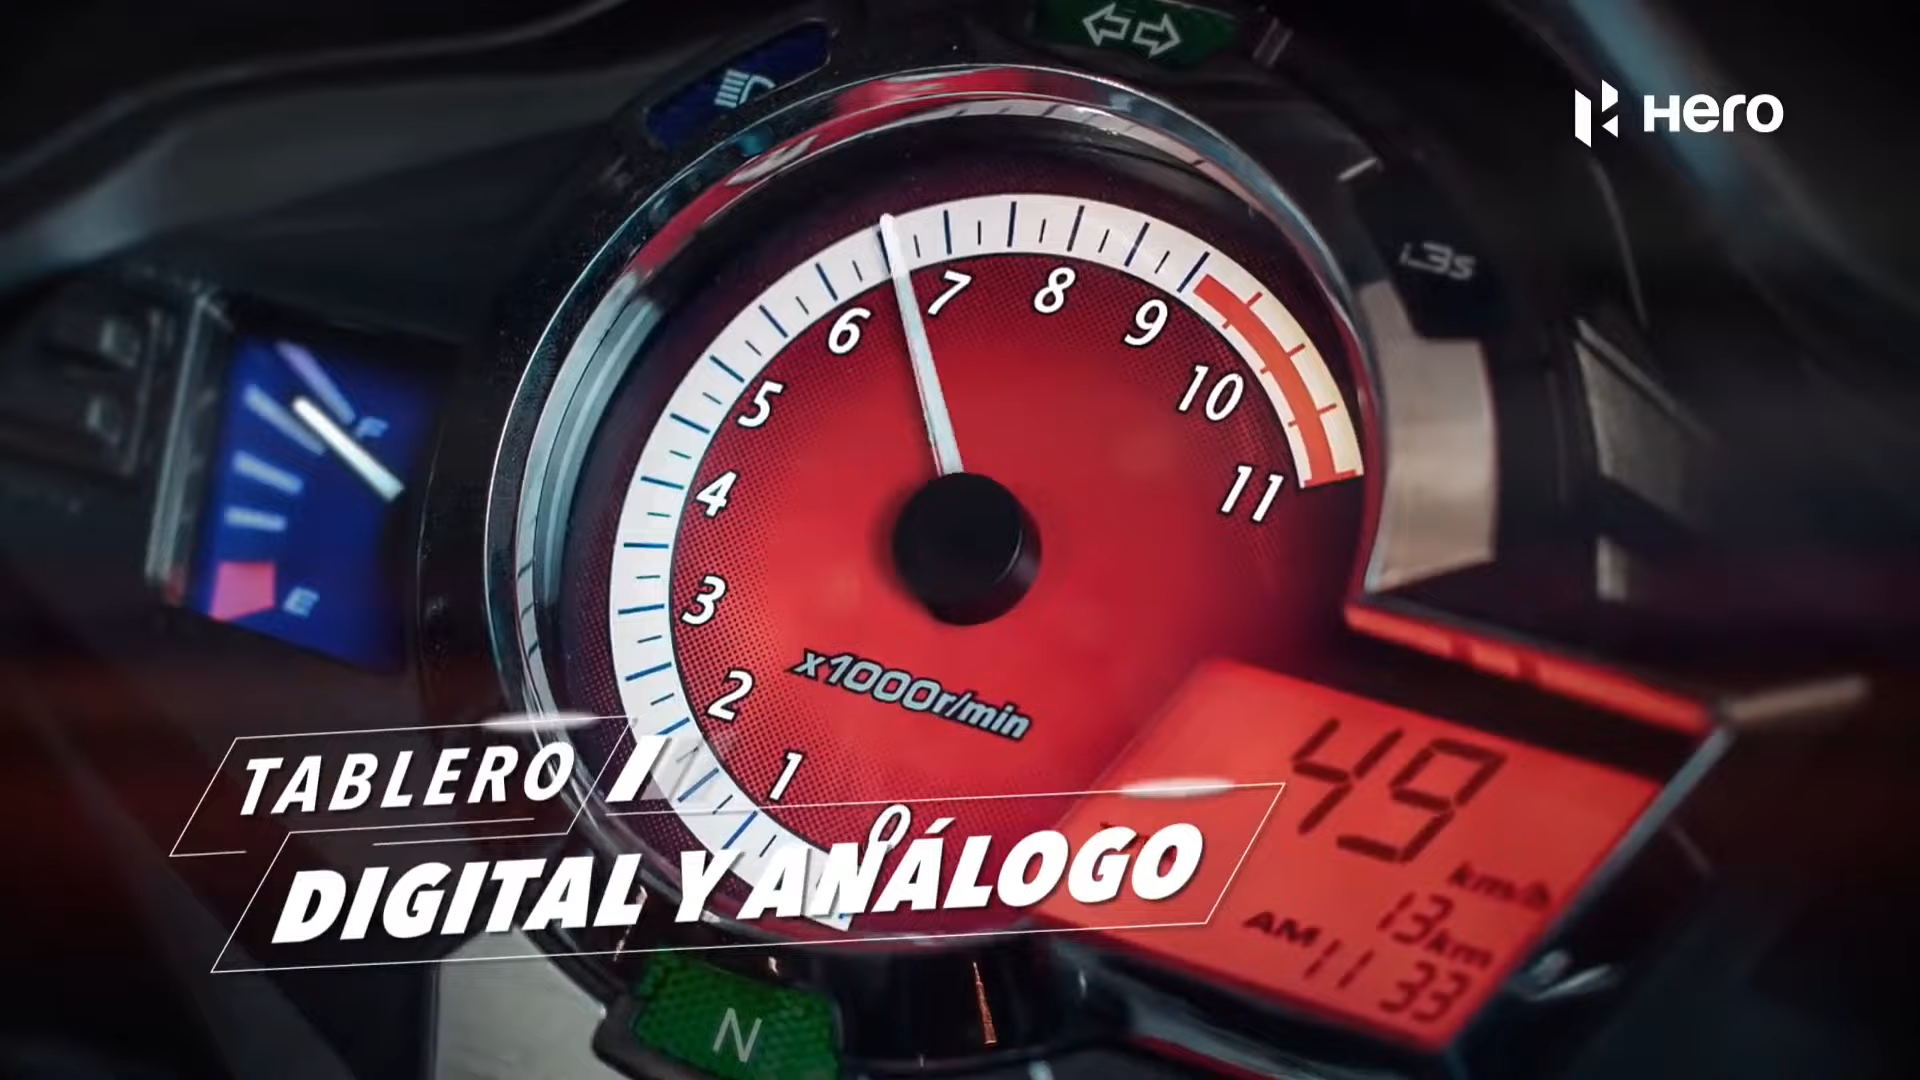 Hero
i3s
F
E
0
1
2
3
4
5
6
7
8
9
10
11
x1000r/min
49
km/h
13km
AM 11 33
N
TABLERO
DIGITAL Y ANÁLOGO